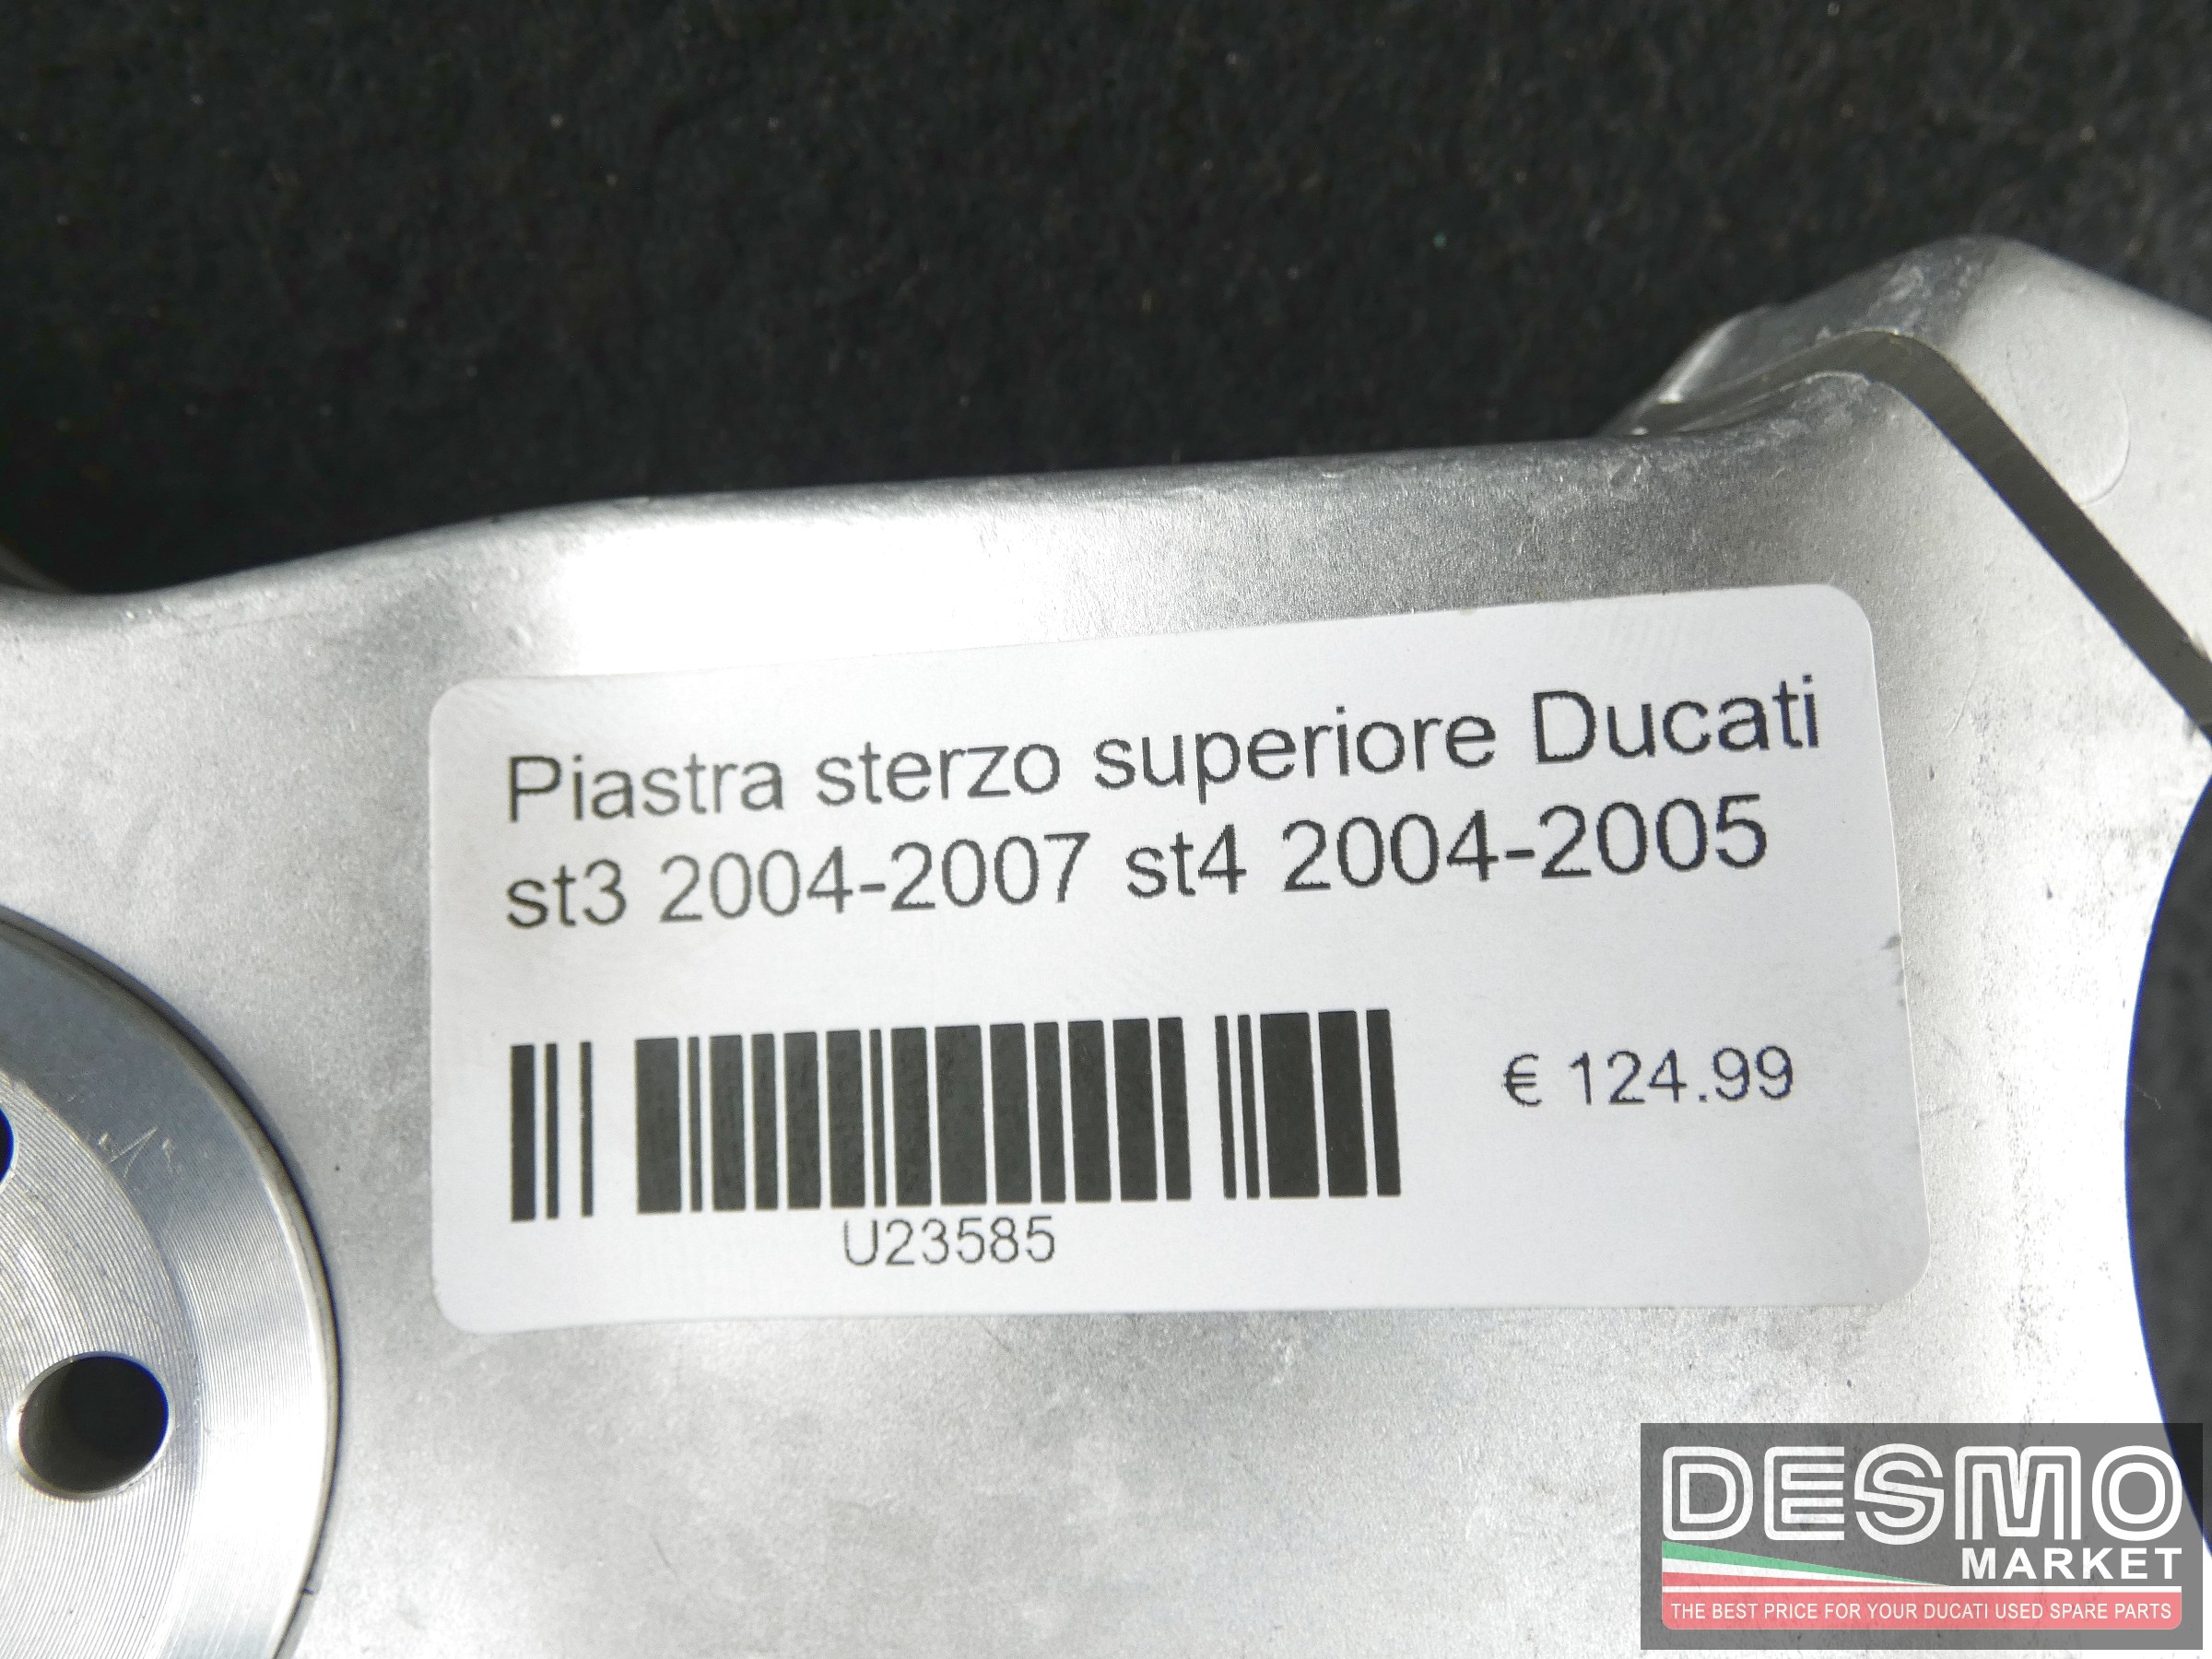 Piastra sterzo superiore Ducati
st3 2004-2007 st4 2004-2005
€ 124.99
U23585
DESMO
MARKET
THE BEST PRICE FOR YOUR DUCATI USED SPARE PARTS